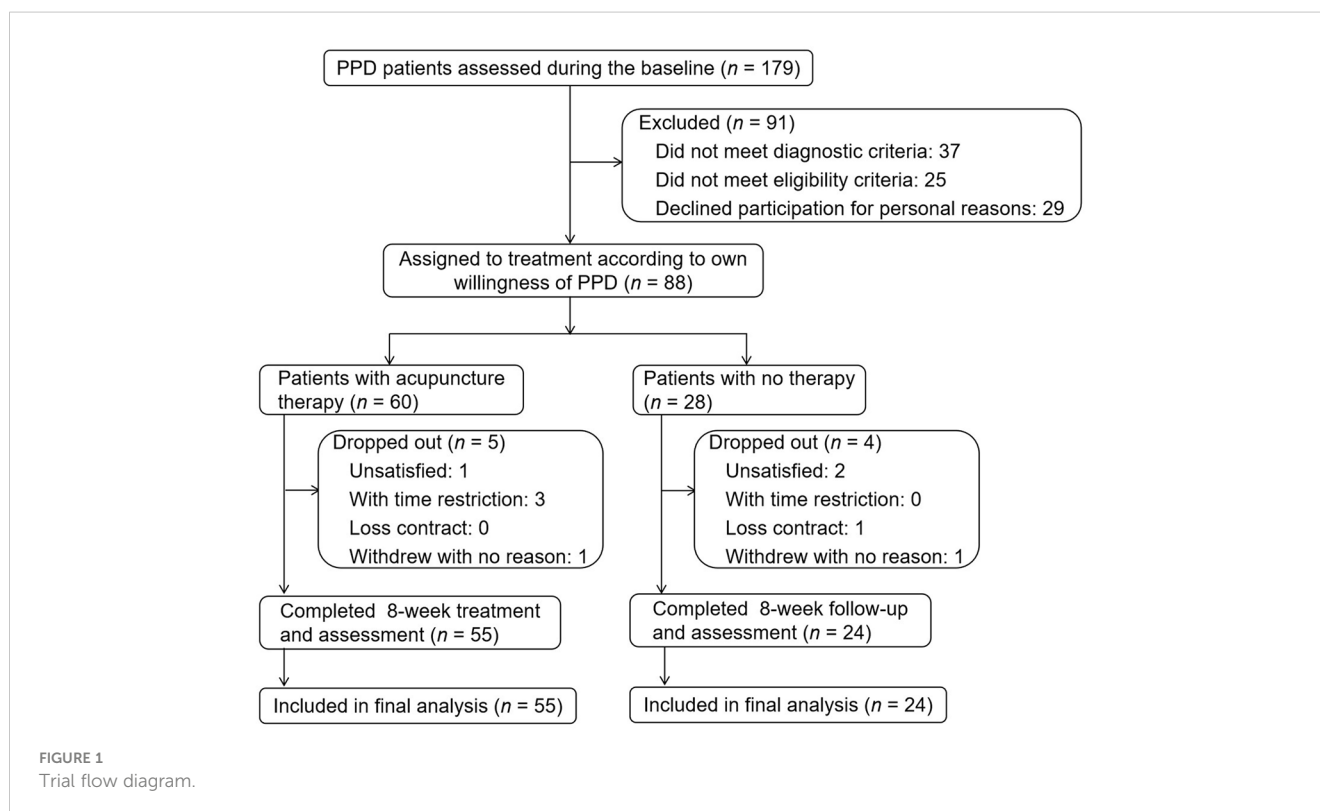 PPD patients assessed during the baseline (n = 179)
Excluded (n = 91)
Did not meet diagnostic criteria: 37
Did not meet eligibility criteria: 25
Declined participation for personal reasons: 29
Assigned to treatment according to own
willingness of PPD (n = 88)
Patients with acupuncture
therapy (n = 60)
Patients with no therapy
(n = 28)
Dropped out (n = 5)
Unsatisfied: 1
With time restriction: 3
Loss contract: 0
Withdrew with no reason: 1
Dropped out (n = 4)
Unsatisfied: 2
With time restriction: 0
Loss contract: 1
Withdrew with no reason: 1
Completed 8-week treatment
and assessment (n = 55)
Completed 8-week follow-up
and assessment (n = 24)
Included in final analysis (n = 55)
Included in final analysis (n = 24)
FIGURE 1
Trial flow diagram.